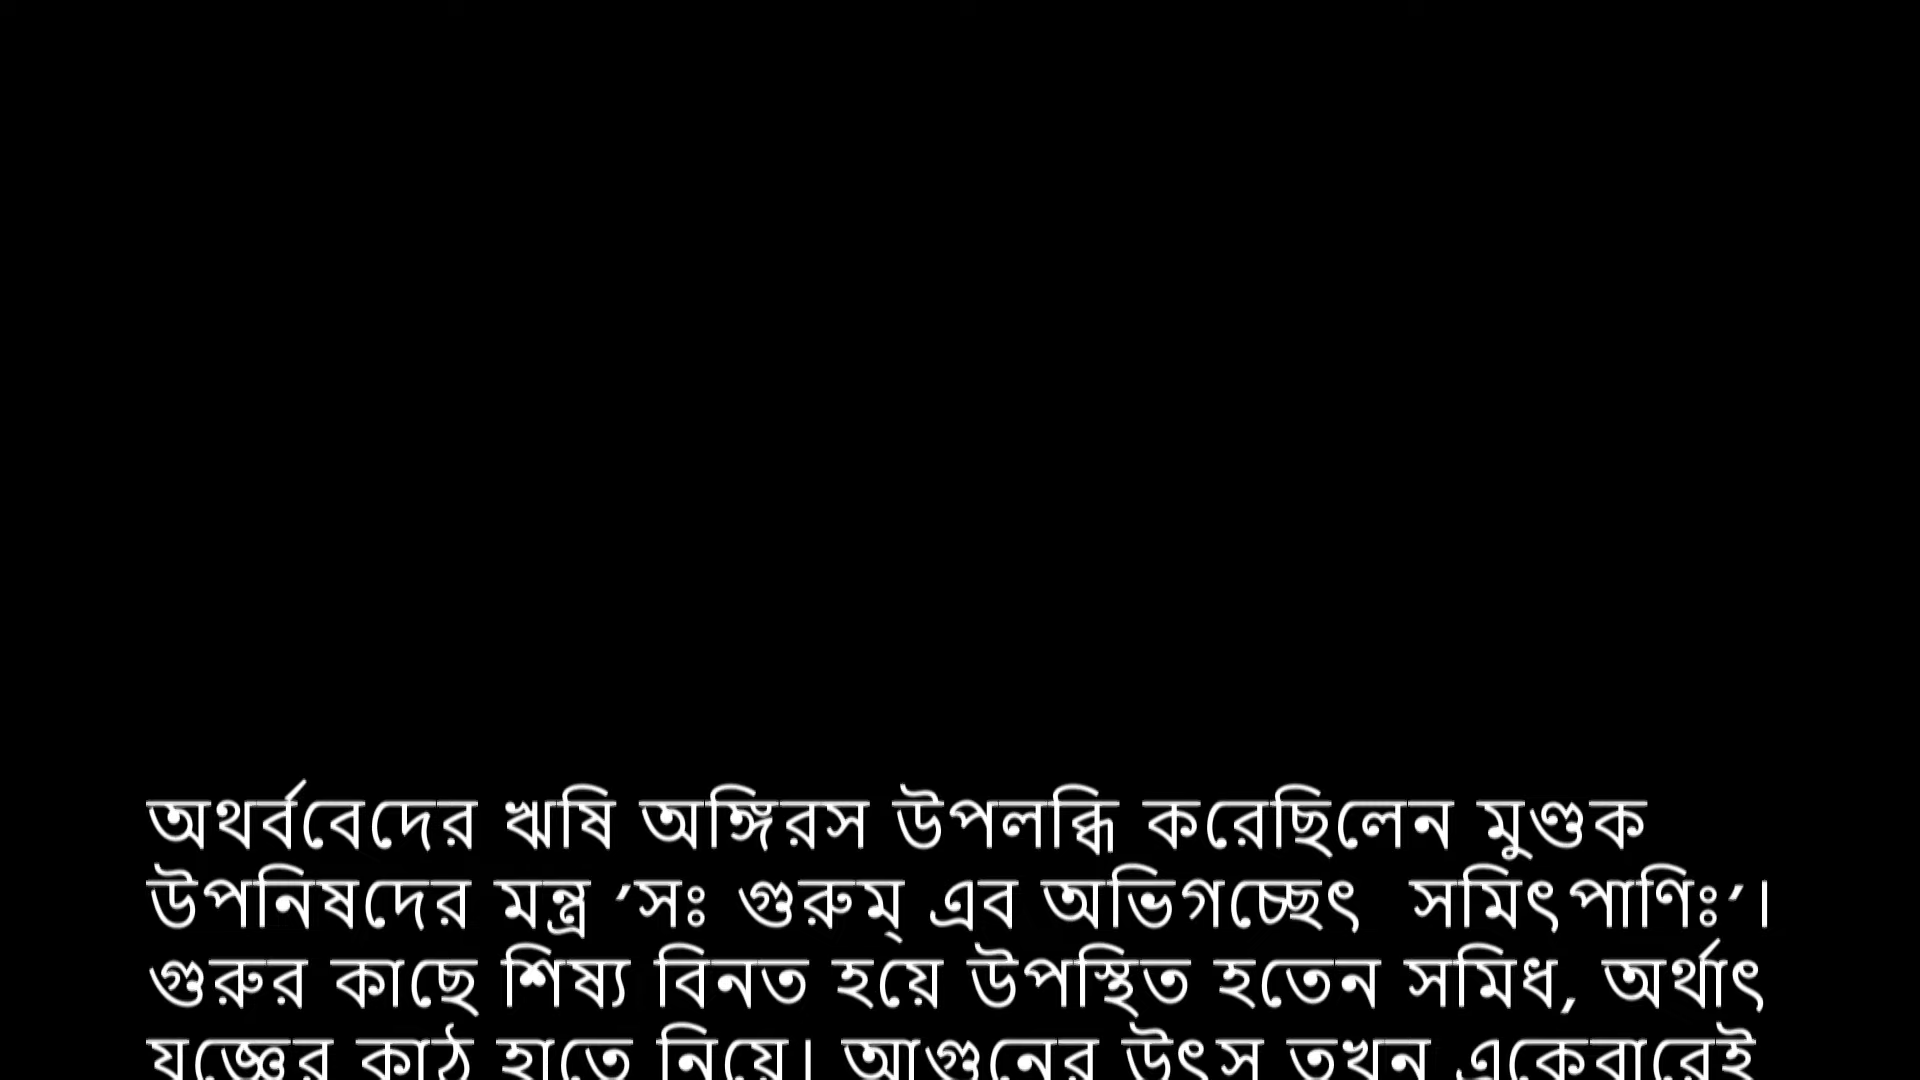 অথর্ববেদের ঋষি অঙ্গিরস উপলব্ধি করেছিলেন মুণ্ডক
উপনিষদের মন্ত্র ’সঃ গুরুম্ এব অভিগচ্ছেৎ  সমিৎপাণিঃ’।
গুরুর কাছে শিষ্য বিনত হয়ে উপস্থিত হতেন সমিধ, অর্থাৎ
যজ্ঞের কাঠ হাতে নিয়ে। আগুনের উৎস তখন একেবারেই